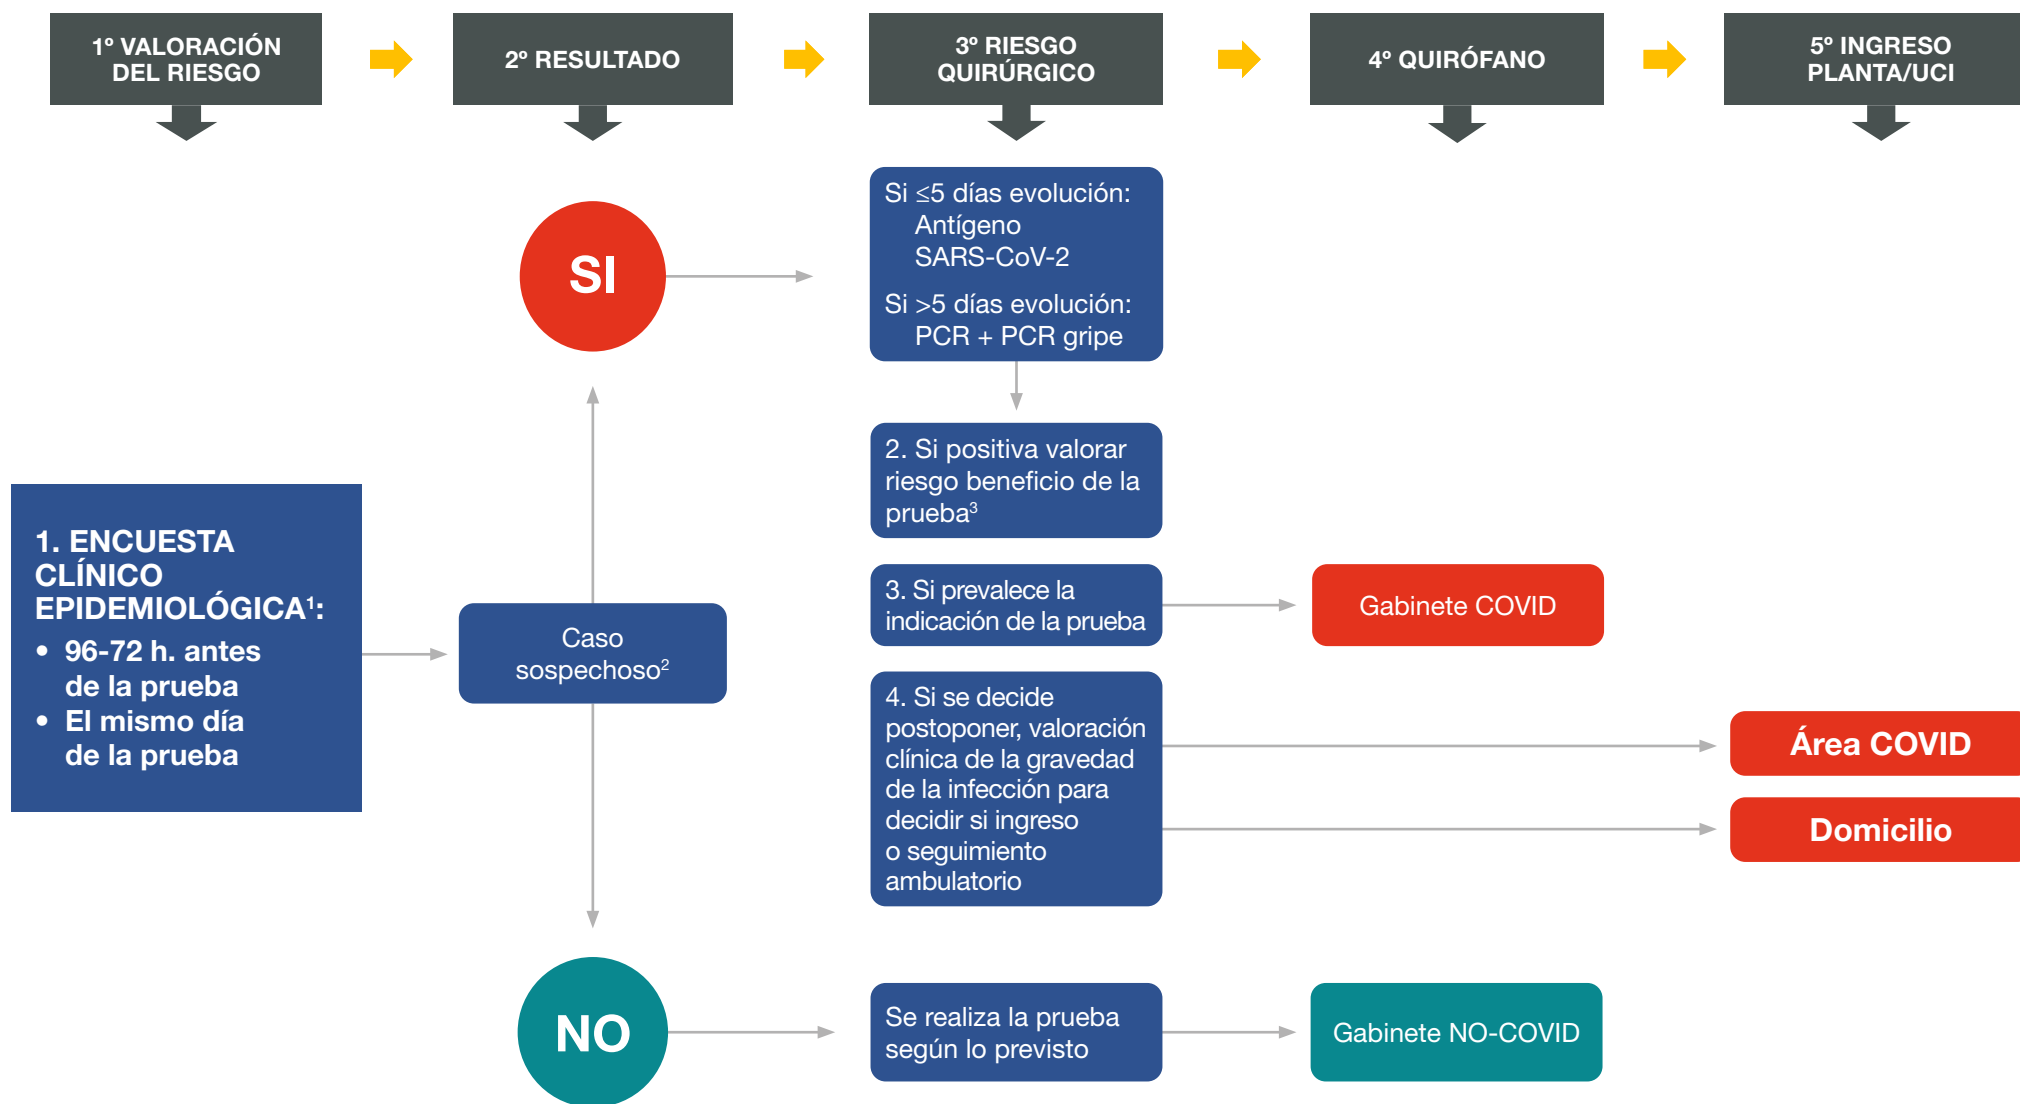 1º VALORACIÓN
DEL RIESGO
2º RESULTADO
3º RIESGO
QUIRÚRGICO
4º QUIRÓFANO
5º INGRESO
PLANTA/UCI
1. ENCUESTA
CLÍNICO
EPIDEMIOLÓGICA¹:
• 96-72 h. antes
de la prueba
• El mismo día
de la prueba
Caso
sospechoso²
SI
Si ≤5 días evolución:
Antígeno
SARS-CoV-2
Si >5 días evolución:
PCR + PCR gripe
2. Si positiva valorar
riesgo beneficio de la
prueba³
3. Si prevalece la
indicación de la prueba
Gabinete COVID
4. Si se decide
postoponer, valoración
clínica de la gravedad
de la infección para
decidir si ingreso
o seguimiento
ambulatorio
Área COVID
Domicilio
NO
Se realiza la prueba
según lo previsto
Gabinete NO-COVID